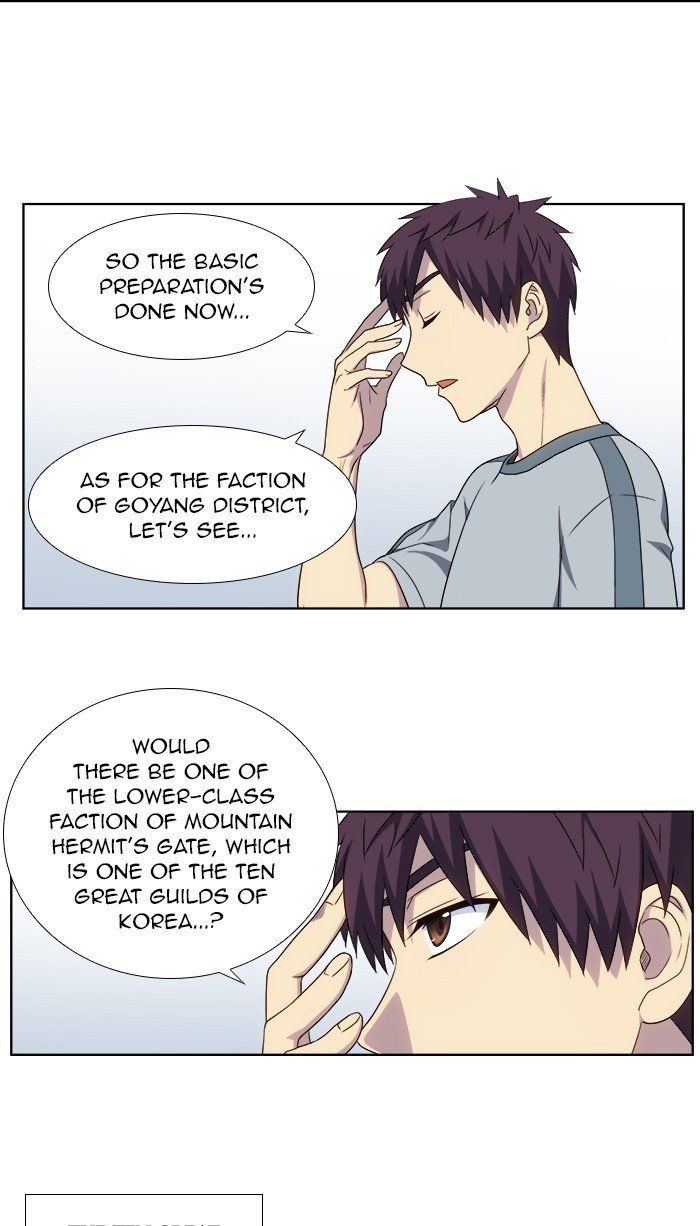 SO THE BASIC
PREPARATION'S
DONE NOW...
AS FOR THE FACTION
OF GOYANG DISTRICT,
LET'S SEE...
WOULD
THERE BE ONE OF
THE LOWER-CLASS
FACTION OF MOUNTAIN
HERMIT'S GATE, WHICH
IS ONE OF THE TEN
GREAT GUILDS OF
KOREA...?